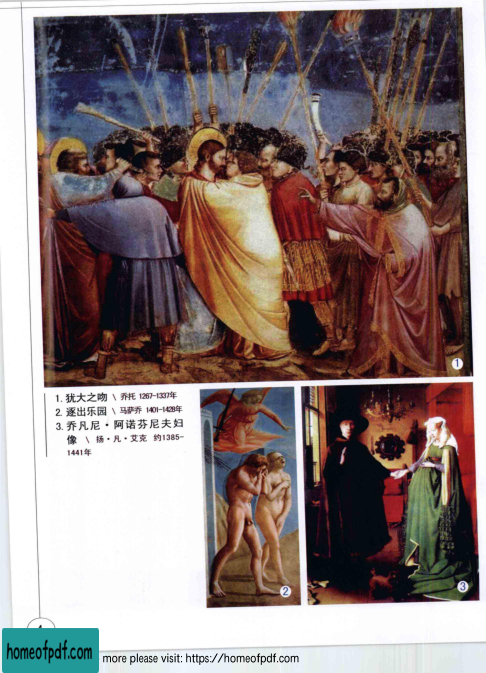 1
1. 犹大之吻 \ 乔托 1267-1337年
2. 逐出乐园 \ 马萨乔 1401-1428年
3. 乔凡尼·阿诺芬尼夫妇
像 \ 扬·凡·艾克 约1385-
1441年
2
3
homeofpdf.com
more please visit: https://homeofpdf.com